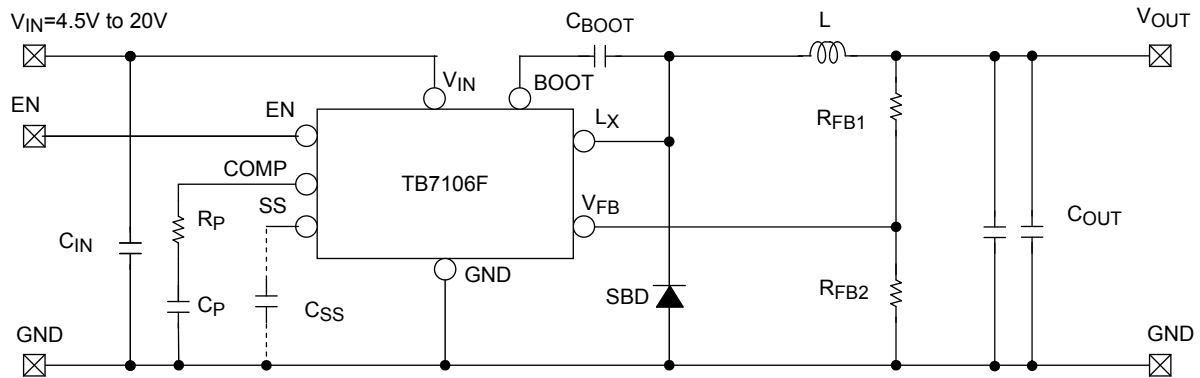 VIN=4.5V to 20V
CBOOT
L
VOUT
VIN
BOOT
EN
EN
LX
RFB1
COMP
TB7106F
SS
VFB
RP
CIN
COUT
GND
SBD
RFB2
CP
CSS
GND
GND